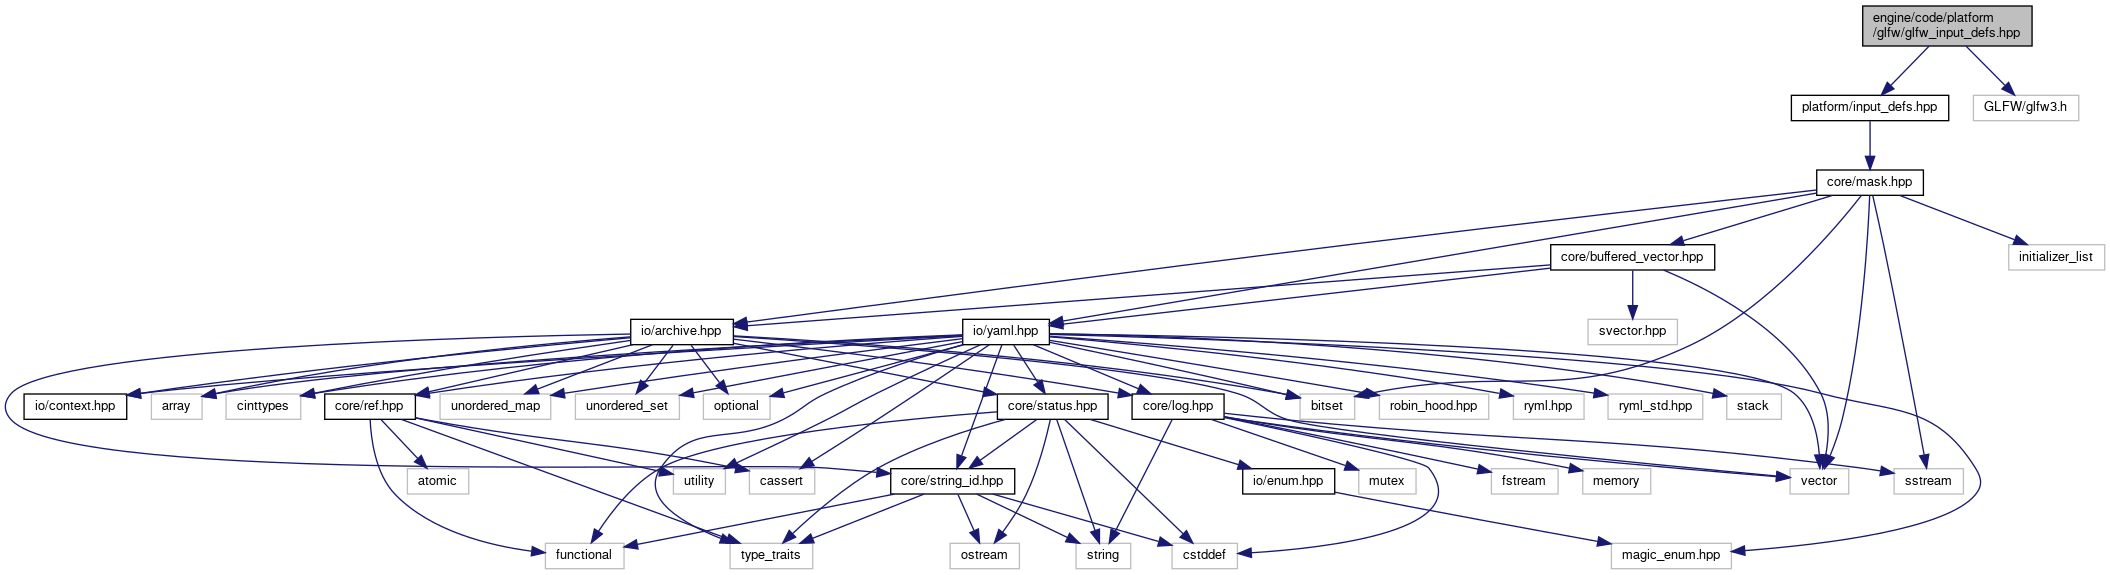 engine/code/platform
/glfw/glfw_input_defs.hpp
platform/input_defs.hpp
GLFW/glfw3.h
core/mask.hpp
core/buffered_vector.hpp
initializer_list
io/archive.hpp
io/yaml.hpp
svector.hpp
io/context.hpp
array
cinttypes
core/ref.hpp
unordered_map
unordered_set
optional
core/status.hpp
core/log.hpp
bitset
robin_hood.hpp
ryml.hpp
ryml_std.hpp
stack
atomic
utility
cassert
core/string_id.hpp
io/enum.hpp
mutex
fstream
memory
vector
sstream
functional
type_traits
ostream
string
cstddef
magic_enum.hpp